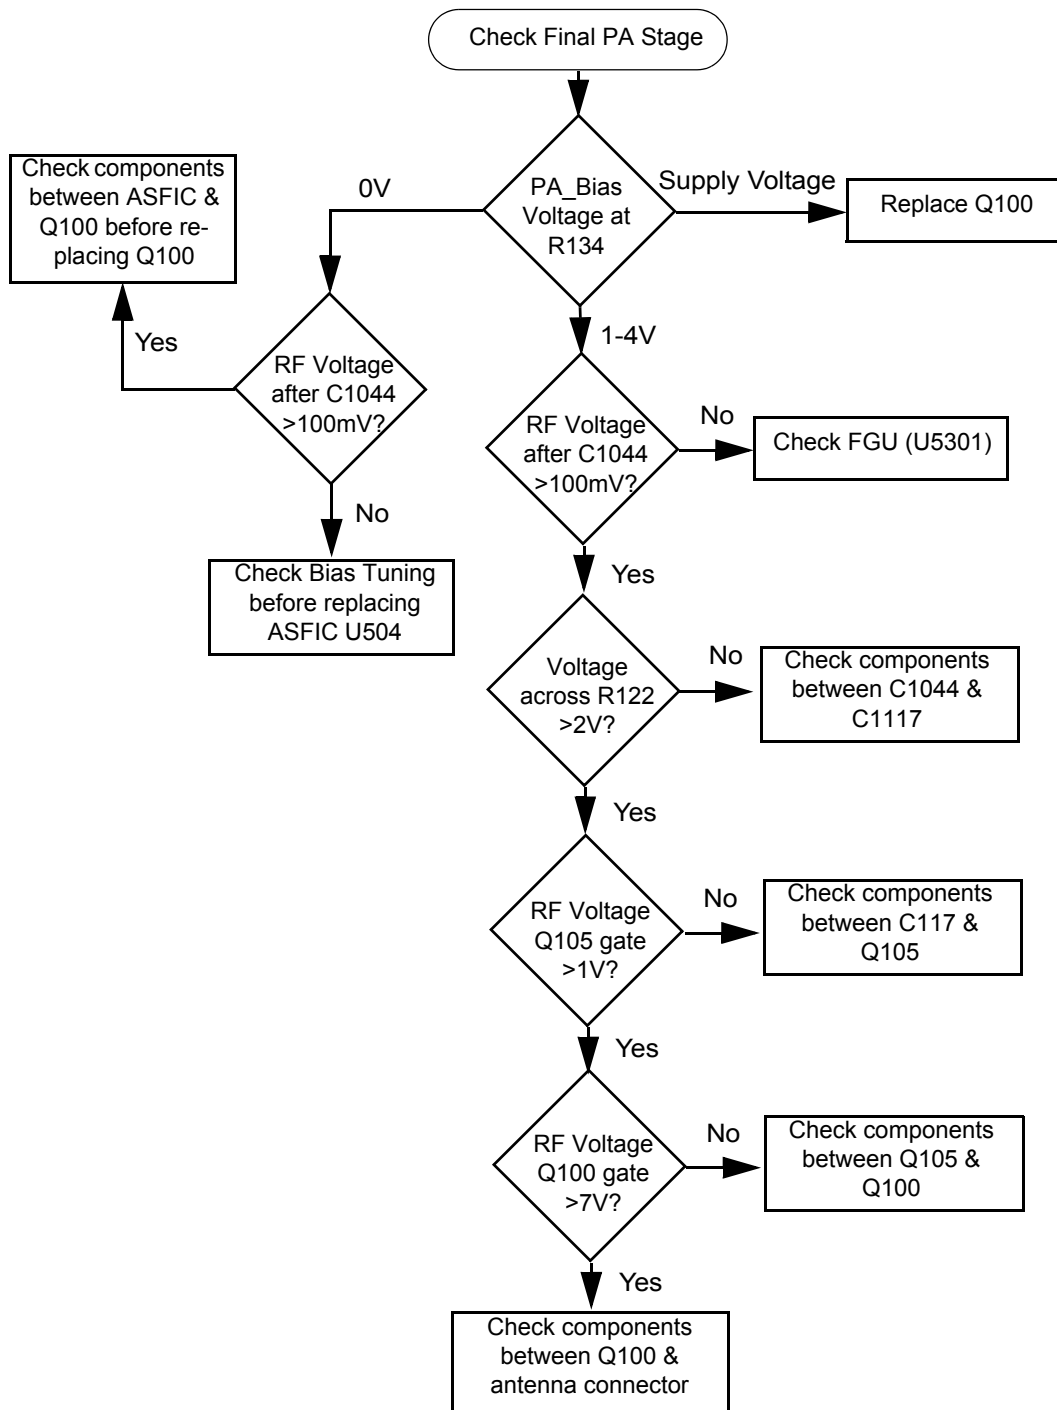 Check Final PA Stage
Check components
between ASFIC &
Q100 before re-
placing Q100
0V
PA_Bias
Voltage at
R134
Supply Voltage
Replace Q100
Yes
RF Voltage
after C1044
>100mV?
1-4V
RF Voltage
after C1044
>100mV?
No
Check FGU (U5301)
No
Check Bias Tuning
before replacing
ASFIC U504
Yes
Voltage
across R122
>2V?
No
Check components
between C1044 &
C1117
Yes
RF Voltage
Q105 gate
>1V?
No
Check components
between C117 &
Q105
Yes
RF Voltage
Q100 gate
>7V?
No
Check components
between Q105 &
Q100
Yes
Check components
between Q100 &
antenna connector